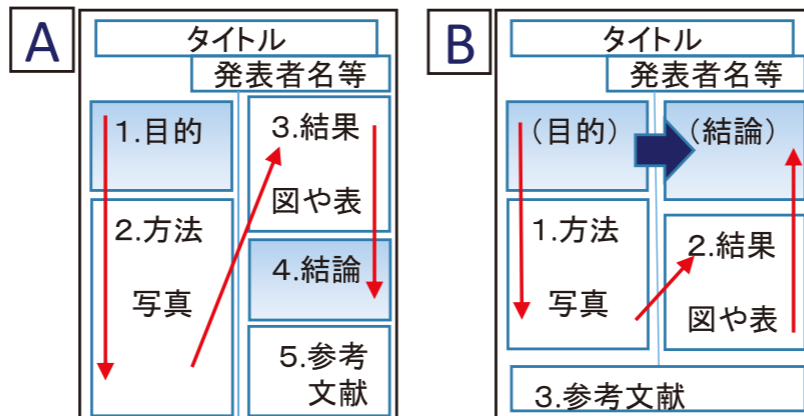 A
タイトル
発表者名等
1.目的
2.方法
写真
3.結果
図や表
4.結論
5.参考
文献
B
タイトル
発表者名等
(目的)
(結論)
1.方法
写真
2.結果
図や表
3.参考文献